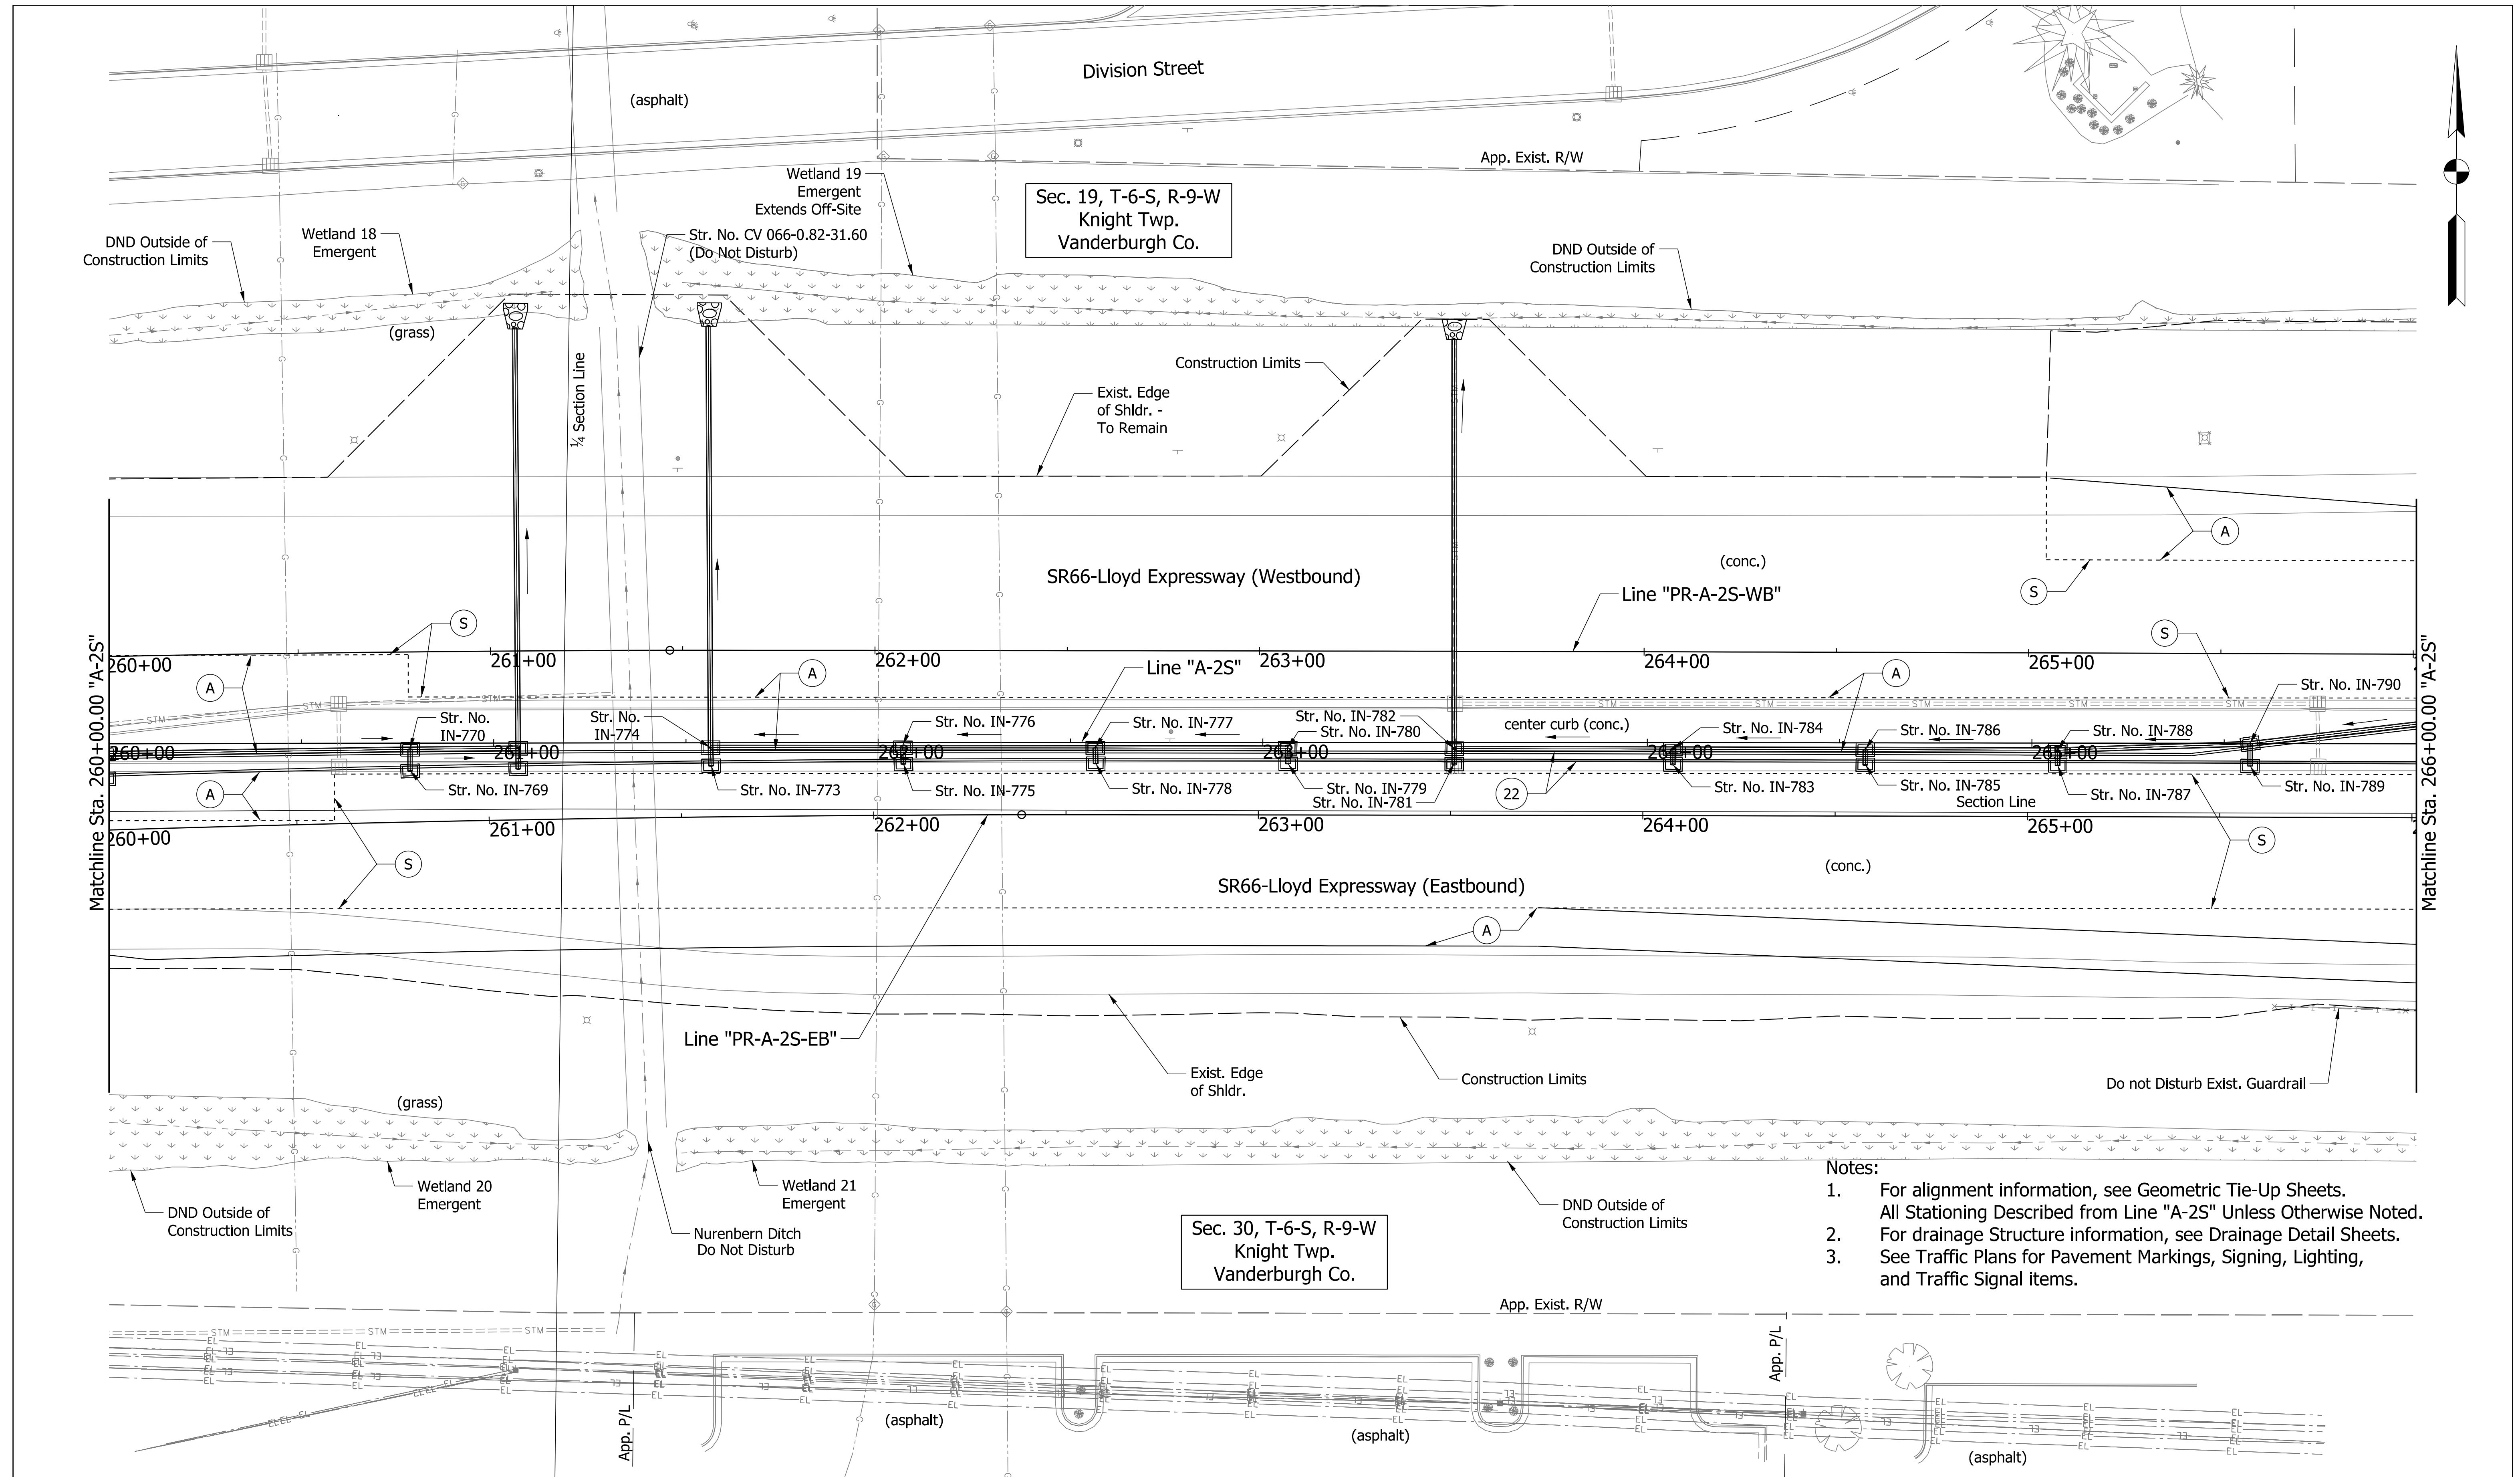 Division Street
(asphalt)
App. Exist. R/W
Wetland 19
Emergent
Extends Off-Site
Sec. 19, T-6-S, R-9-W
Knight Twp.
Vanderburgh Co.
DND Outside of
Construction Limits
Wetland 18
Emergent
Str. No. CV 066-0.82-31.60
(Do Not Disturb)
DND Outside of
Construction Limits
(grass)
¼ Section Line
Construction Limits
Exist. Edge
of Shldr. -
To Remain
A
SR66-Lloyd Expressway (Westbound)
(conc.)
Line "PR-A-2S-WB"
S
S
S
Matchline Sta. 260+00.00 "A-2S"
Matchline Sta. 266+00.00 "A-2S"
260+00
261+00
262+00
263+00
264+00
265+00
Line "A-2S"
A
A
A
STM
STM
STM
STM
STM
STM
STM
STM
STM
Str. No. IN-790
Str. No.
IN-770
Str. No.
IN-774
Str. No. IN-776
Str. No. IN-777
Str. No. IN-782
Str. No. IN-780
center curb (conc.)
Str. No. IN-784
Str. No. IN-786
Str. No. IN-788
260+00
261+00
262+00
263+00
264+00
265+00
A
Str. No. IN-769
Str. No. IN-773
Str. No. IN-775
Str. No. IN-778
Str. No. IN-779
Str. No. IN-781
22
Str. No. IN-783
Str. No. IN-785
Section Line
Str. No. IN-787
Str. No. IN-789
260+00
261+00
262+00
263+00
264+00
265+00
S
S
(conc.)
SR66-Lloyd Expressway (Eastbound)
A
Line "PR-A-2S-EB"
Exist. Edge
of Shldr.
Construction Limits
Do not Disturb Exist. Guardrail
(grass)
Wetland 20
Emergent
DND Outside of
Construction Limits
Wetland 21
Emergent
Nurenbern Ditch
Do Not Disturb
DND Outside of
Construction Limits
Sec. 30, T-6-S, R-9-W
Knight Twp.
Vanderburgh Co.
Notes:
1. For alignment information, see Geometric Tie-Up Sheets.
All Stationing Described from Line "A-2S" Unless Otherwise Noted.
2. For drainage Structure information, see Drainage Detail Sheets.
3. See Traffic Plans for Pavement Markings, Signing, Lighting,
and Traffic Signal items.
App. Exist. R/W
STM
STM
STM
App. P/L
App. P/L
(asphalt)
(asphalt)
(asphalt)